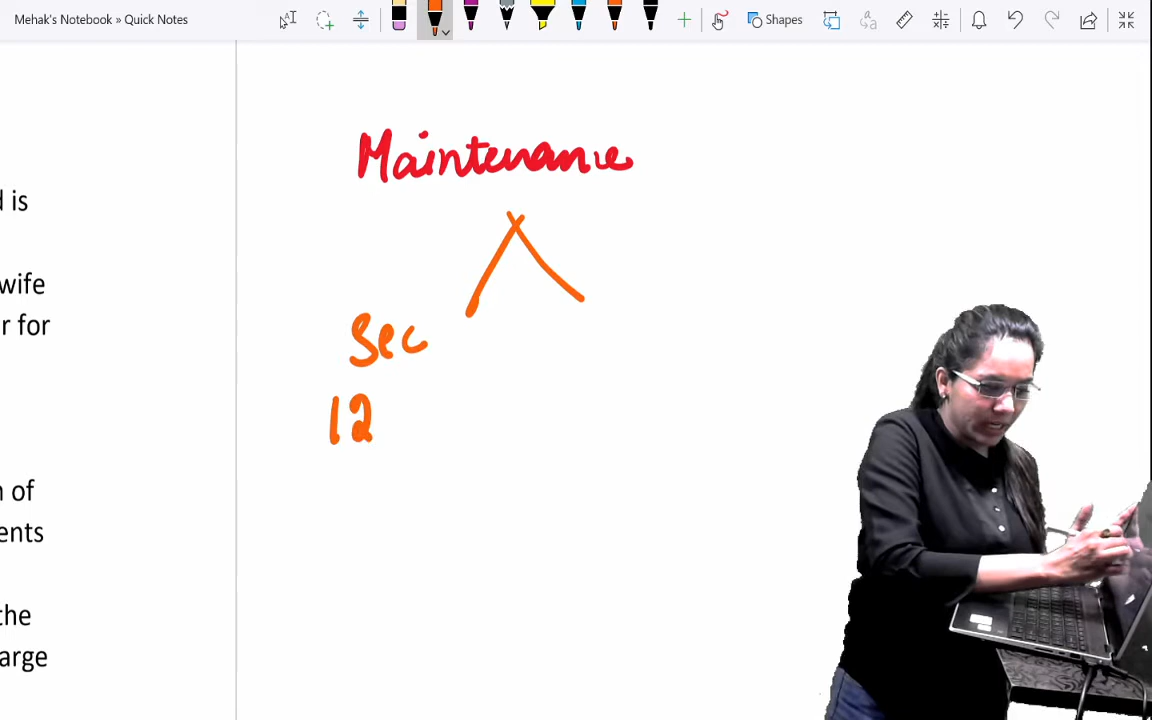 Mehak's Notebook » Quick Notes
Shapes
Maintenance
Sec
12
d is
wife
r for
n of
ents
the
arge